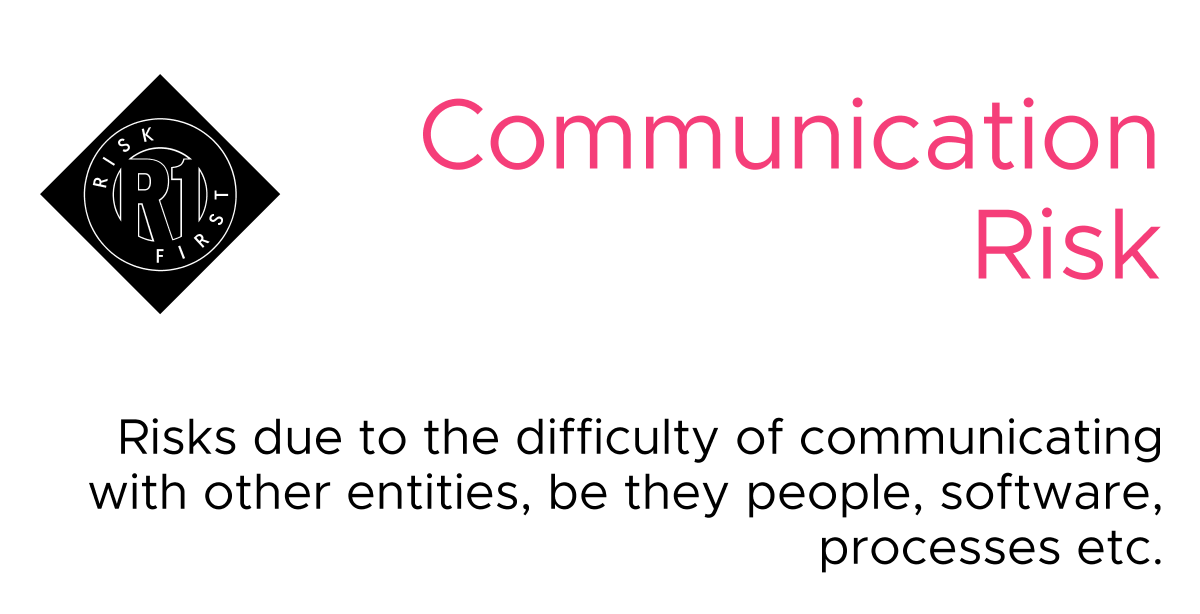 RISK
R1
FIRST
Communication
Risk
Risks due to the difficulty of communicating
with other entities, be they people, software,
processes etc.